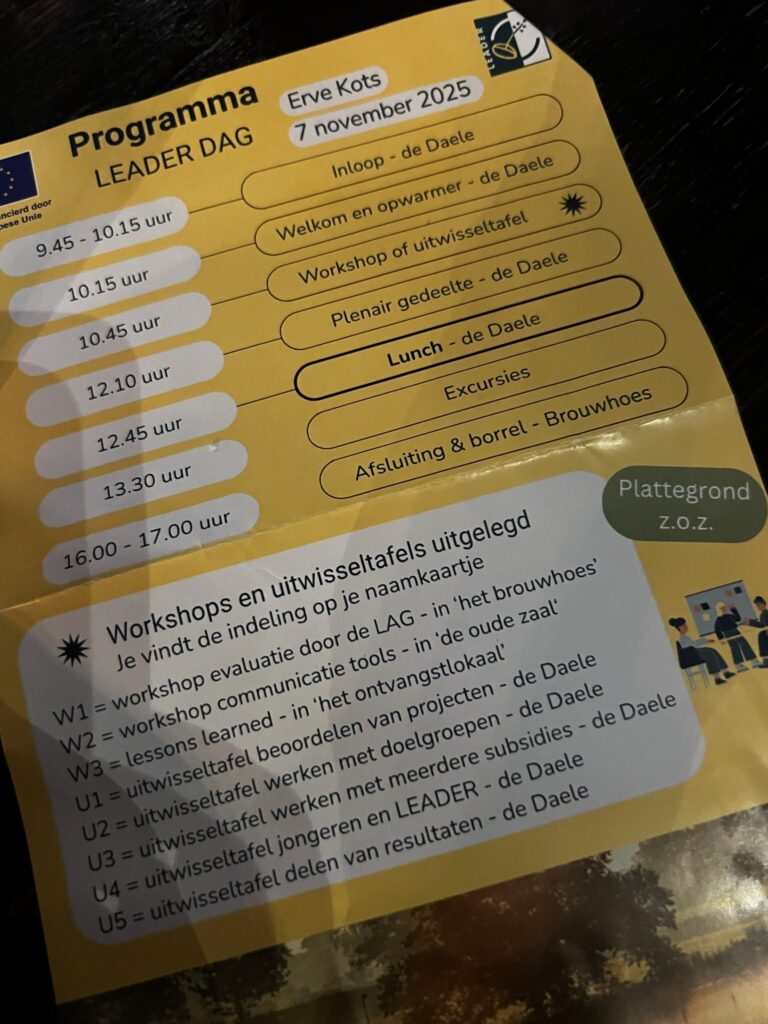 Programma
LEADER DAG
Erve Kots
7 november 2025
LEADER
ncierd door
pese Unie
9.45 - 10.15 uur
Inloop - de Daele
10.15 uur
Welkom en opwarmer - de Daele
10.45 uur
Workshop of uitwisseltafel
12.10 uur
Plenair gedeelte - de Daele
12.45 uur
Lunch - de Daele
13.30 uur
Excursies
16.00 - 17.00 uur
Afsluiting & borrel - Brouwhoes
Plattegrond
z.o.z.
Workshops en uitwisseltafels uitgelegd
Je vindt de indeling op je naamkaartje
W1 = workshop evaluatie door de LAG - in ‘het brouwhoes’
W2 = workshop communicatie tools - in ‘de oude zaal‘
W3 = lessons learned - in ‘het ontvangstlokaal’
U1 = uitwisseltafel beoordelen van projecten - de Daele
U2 = uitwisseltafel werken met doelgroepen - de Daele
U3 = uitwisseltafel werken met meerdere subsidies - de Daele
U4 = uitwisseltafel jongeren en LEADER - de Daele
U5 = uitwisseltafel delen van resultaten - de Daele